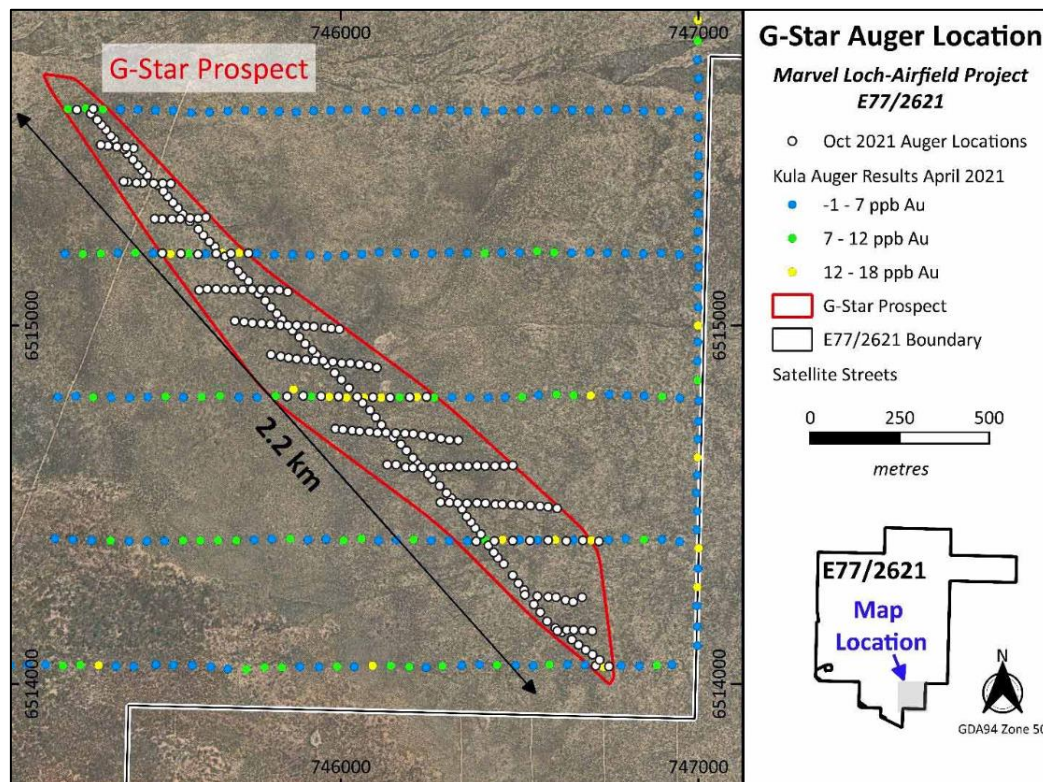 746000
747000
G-Star Prospect
6515000
6515000
2.2 km
6514000
6514000
746000
747000
G-Star Auger Location
Marvel Loch-Airfield Project
E77/2621
Oct 2021 Auger Locations
Kula Auger Results April 2021
-1 - 7 ppb Au
7 - 12 ppb Au
12 - 18 ppb Au
G-Star Prospect
E77/2621 Boundary
Satellite Streets
0 250 500
metres
E77/2621
Map
Location
N
GDA94 Zone 50